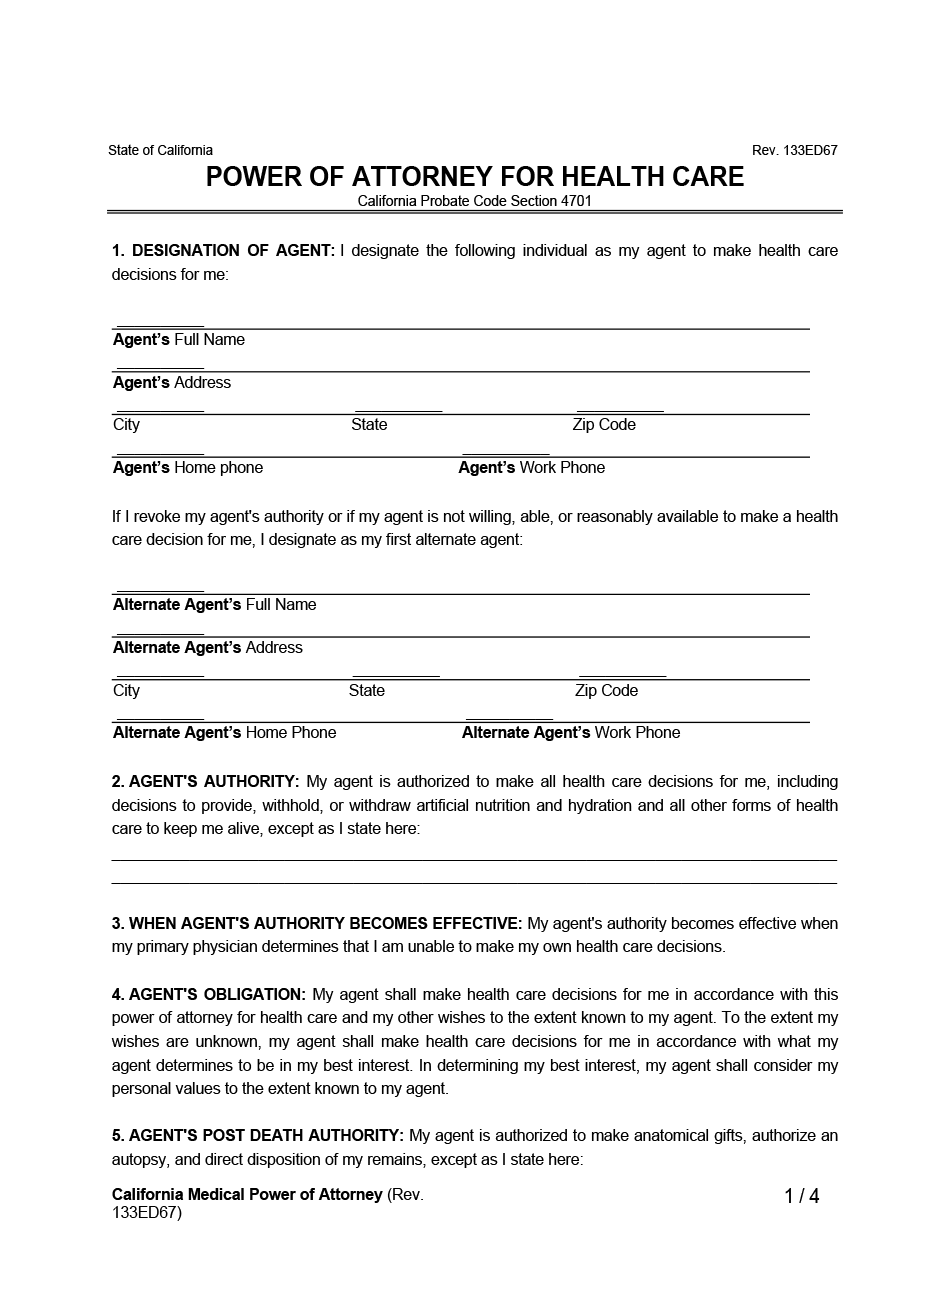 State of California Rev. 133ED67
POWER OF ATTORNEY FOR HEALTH CARE
California Probate Code Section 4701
1. DESIGNATION OF AGENT: I designate the following individual as my agent to make health care
decisions for me:
Agent’s Full Name
Agent’s Address
City State Zip Code
Agent’s Home phone Agent’s Work Phone
If I revoke my agent's authority or if my agent is not willing, able, or reasonably available to make a health
care decision for me, I designate as my first alternate agent:
Alternate Agent’s Full Name
Alternate Agent’s Address
City State Zip Code
Alternate Agent’s Home Phone Alternate Agent’s Work Phone
2. AGENT'S AUTHORITY: My agent is authorized to make all health care decisions for me, including
decisions to provide, withhold, or withdraw artificial nutrition and hydration and all other forms of health
care to keep me alive, except as I state here:
3. WHEN AGENT'S AUTHORITY BECOMES EFFECTIVE: My agent's authority becomes effective when
my primary physician determines that I am unable to make my own health care decisions.
4. AGENT'S OBLIGATION: My agent shall make health care decisions for me in accordance with this
power of attorney for health care and my other wishes to the extent known to my agent. To the extent my
wishes are unknown, my agent shall make health care decisions for me in accordance with what my
agent determines to be in my best interest. In determining my best interest, my agent shall consider my
personal values to the extent known to my agent.
5. AGENT'S POST DEATH AUTHORITY: My agent is authorized to make anatomical gifts, authorize an
autopsy, and direct disposition of my remains, except as I state here:
California Medical Power of Attorney (Rev. 1 / 4
133ED67)